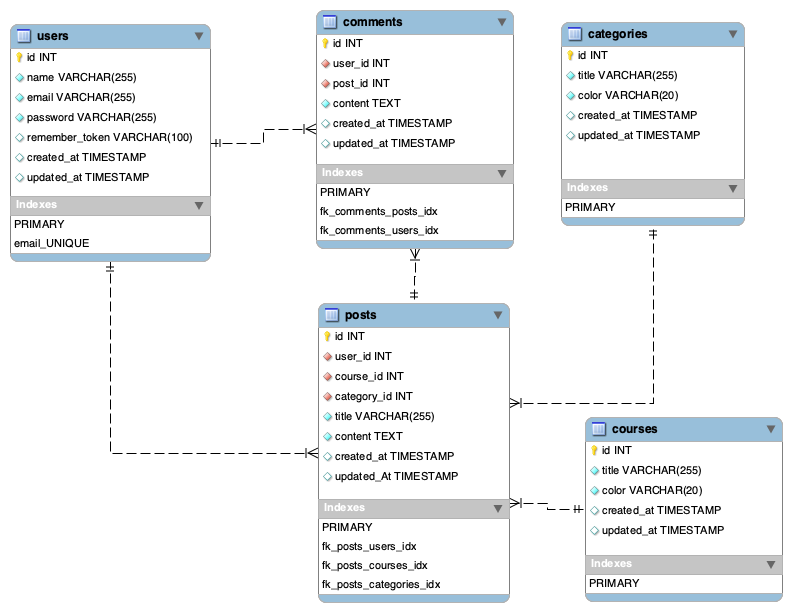 users
id INT
name VARCHAR(255)
email VARCHAR(255)
password VARCHAR(255)
remember_token VARCHAR(100)
created_at TIMESTAMP
updated_at TIMESTAMP
Indexes
PRIMARY
email_UNIQUE
comments
id INT
user_id INT
post_id INT
content TEXT
created_at TIMESTAMP
updated_at TIMESTAMP
Indexes
PRIMARY
fk_comments_posts_idx
fk_comments_users_idx
categories
id INT
title VARCHAR(255)
color VARCHAR(20)
created_at TIMESTAMP
updated_at TIMESTAMP
Indexes
PRIMARY
posts
id INT
user_id INT
course_id INT
category_id INT
title VARCHAR(255)
content TEXT
created_at TIMESTAMP
updated_At TIMESTAMP
Indexes
PRIMARY
fk_posts_users_idx
fk_posts_courses_idx
fk_posts_categories_idx
courses
id INT
title VARCHAR(255)
color VARCHAR(20)
created_at TIMESTAMP
updated_at TIMESTAMP
Indexes
PRIMARY